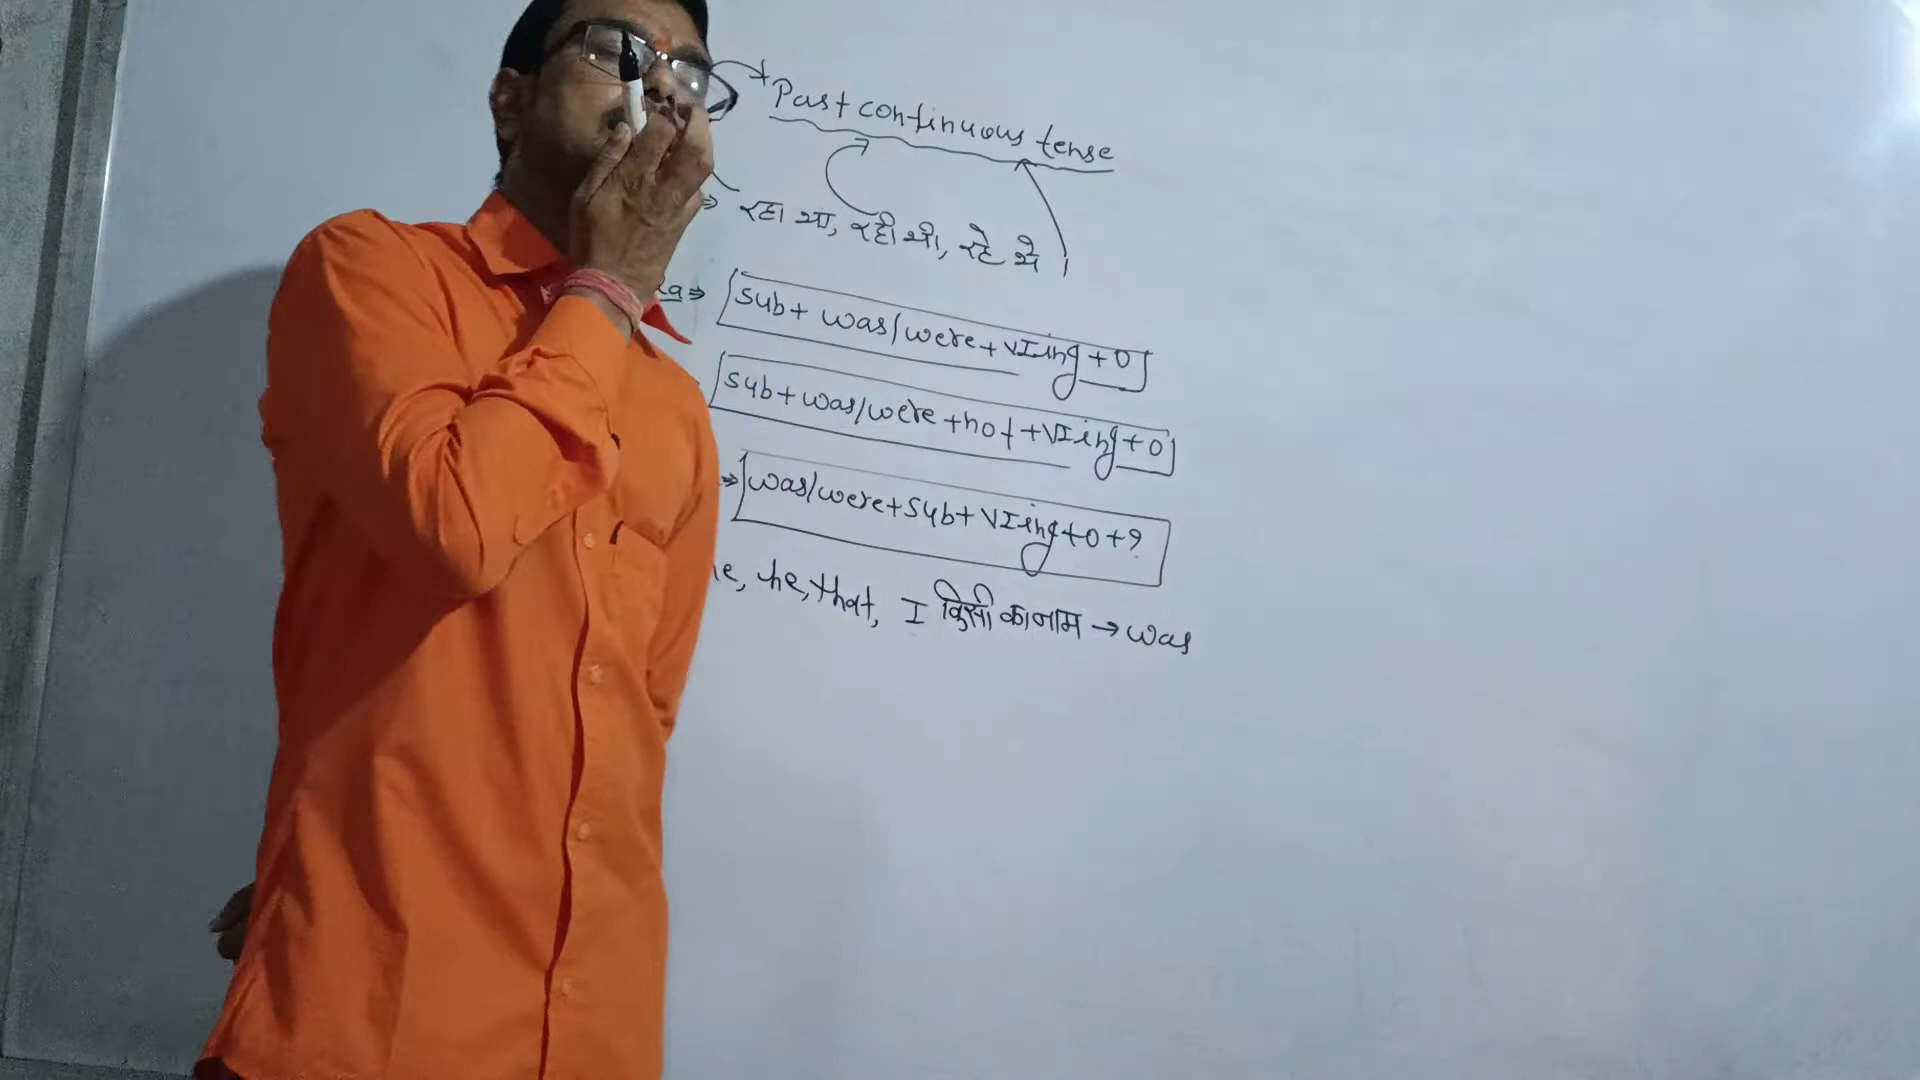 Past continuous tense
⇒ रहा था, रही थी, रहे थे ।
⇒ Sub + was/were + VIing + O
Sub + was/were + not + VIing + O
⇒ was/were + Sub + VIing + O + ?
he, that, I किसी का नाम → was